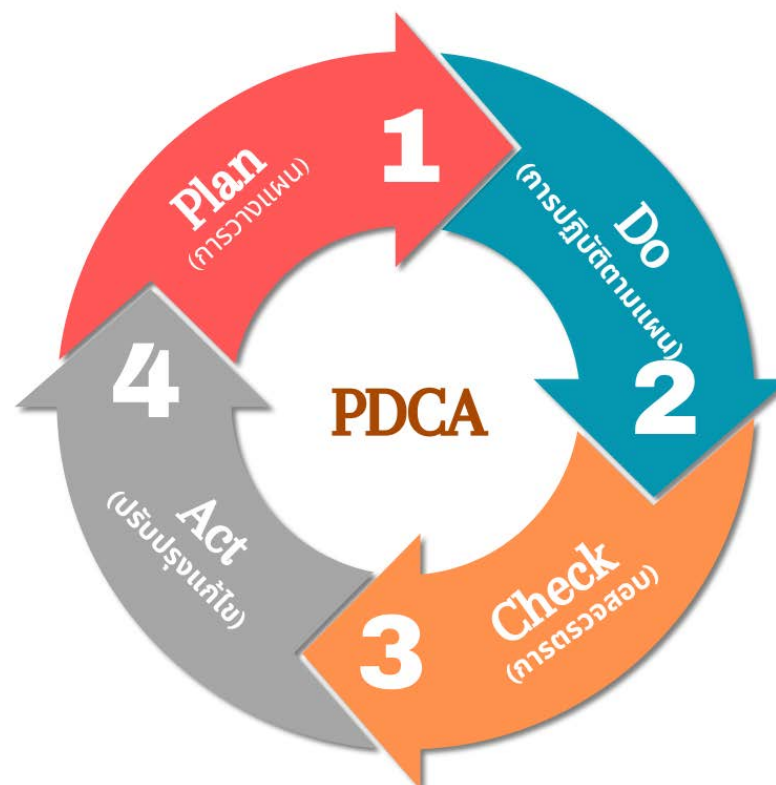 1
Plan
(การวางแผน)
Do
(การปฏิบัติตามแผน)
2
Check
(การตรวจสอบ)
3
Act
(ปรับปรุงแก้ไข)
4
PDCA